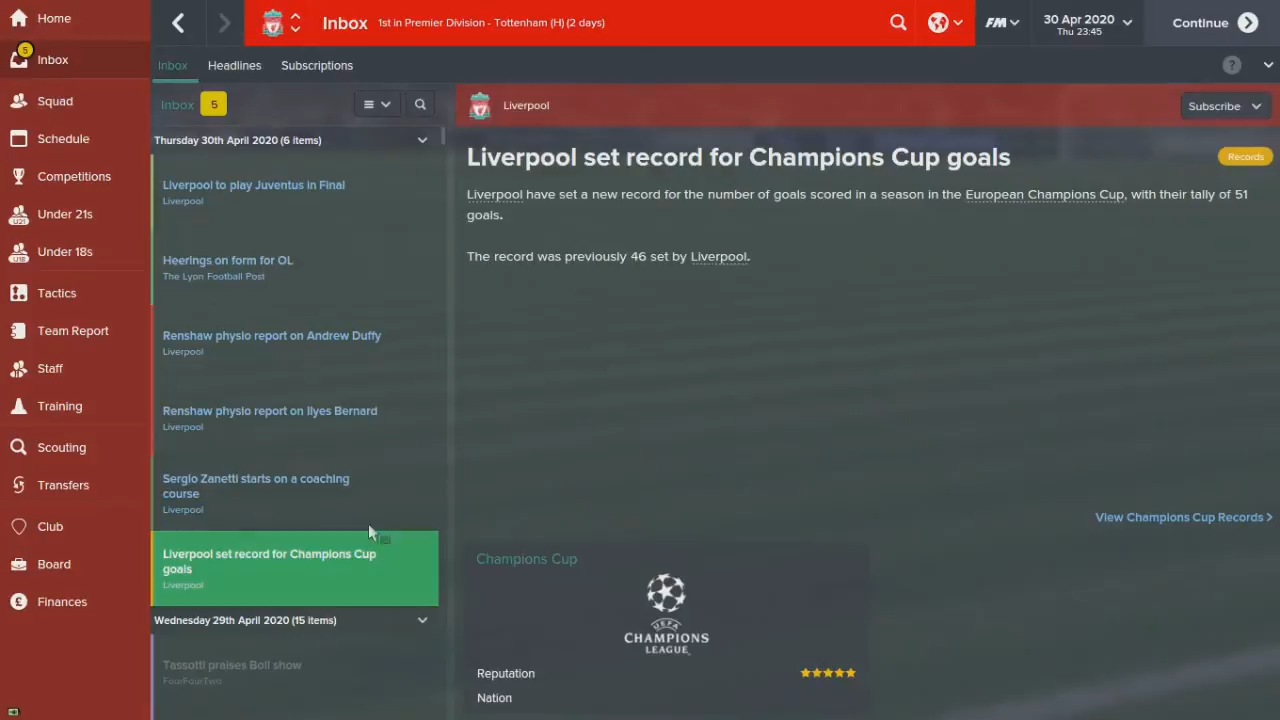 Home
5
Inbox
Squad
Schedule
Competitions
Under 21s
Under 18s
Tactics
Team Report
Staff
Training
Scouting
Transfers
Club
Board
Finances
Inbox
1st in Premier Division - Tottenham (H) (2 days)
FM
30 Apr 2020
Thu 23:45
Continue
Inbox
Headlines
Subscriptions
?
Inbox
5
Thursday 30th April 2020 (6 items)
Liverpool to play Juventus in Final
Liverpool
Heerings on form for OL
The Lyon Football Post
Renshaw physio report on Andrew Duffy
Liverpool
Renshaw physio report on Ilyes Bernard
Liverpool
Sergio Zanetti starts on a coaching
course
Liverpool
Liverpool set record for Champions Cup
goals
Liverpool
Wednesday 29th April 2020 (15 items)
Tassotti praises Boll show
FourFourTwo
Liverpool
Subscribe
Liverpool set record for Champions Cup goals
Records
Liverpool have set a new record for the number of goals scored in a season in the European Champions Cup, with their tally of 51
goals.
The record was previously 46 set by Liverpool.
View Champions Cup Records >
Champions Cup
UEFA
CHAMPIONS
LEAGUE
Reputation
Nation